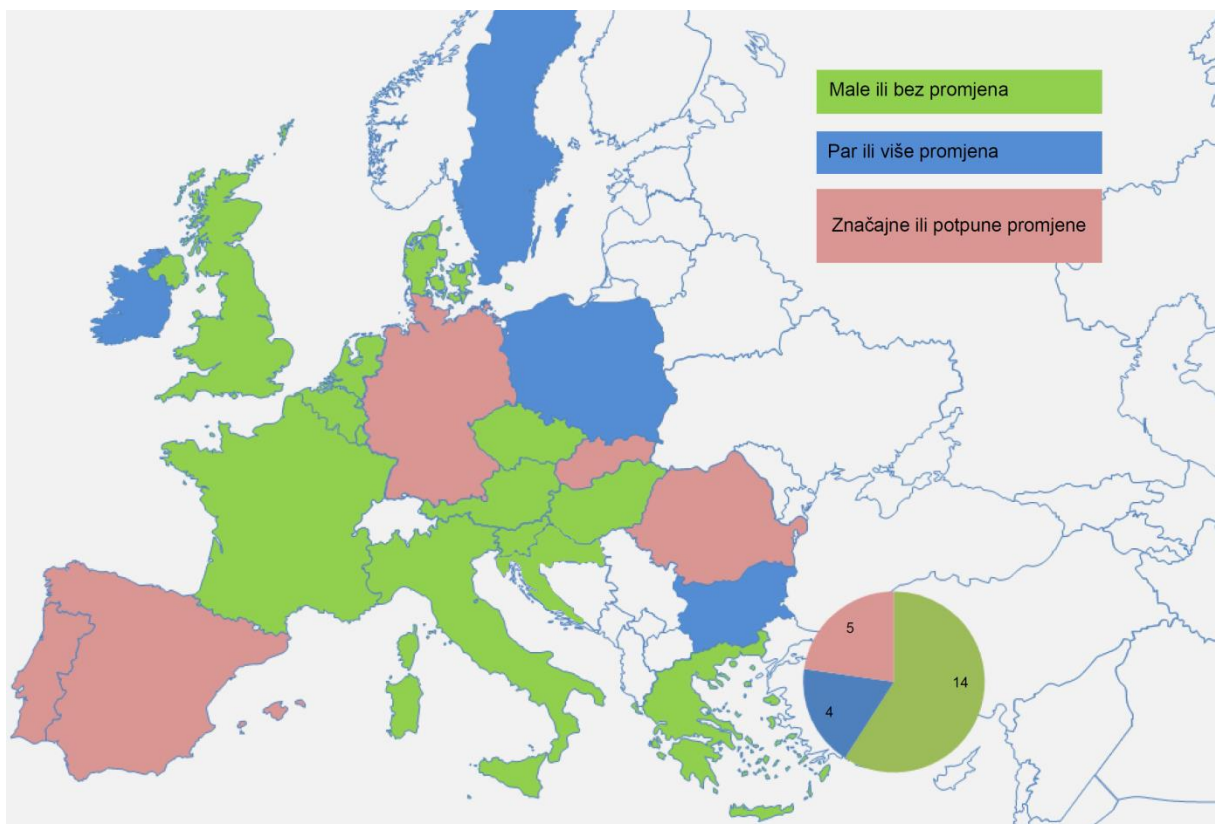 Male ili bez promjena
Par ili više promjena
Značajne ili potpune promjene
5
14
4